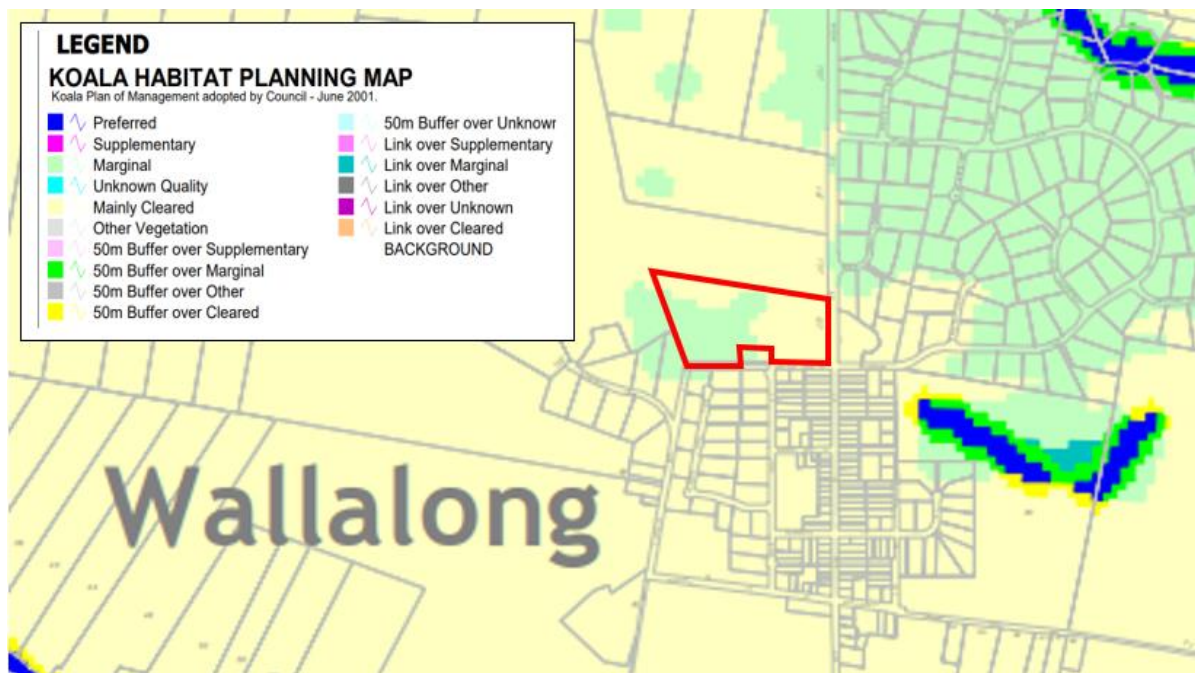 LEGEND
KOALA HABITAT PLANNING MAP
Koala Plan of Management adopted by Council - June 2001.
Preferred
Supplementary
Marginal
Unknown Quality
Mainly Cleared
Other Vegetation
50m Buffer over Supplementary
50m Buffer over Marginal
50m Buffer over Other
50m Buffer over Cleared
50m Buffer over Unknowr
Link over Supplementary
Link over Marginal
Link over Other
Link over Unknown
Link over Cleared
BACKGROUND
Wallalong